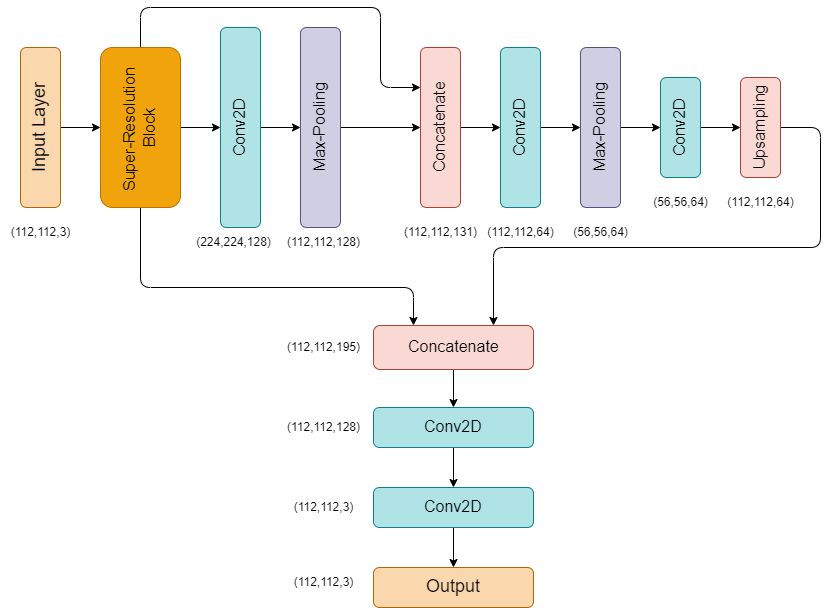 Input Layer
Super-Resolution
Block
Conv2D
Max-Pooling
Concatenate
Conv2D
Max-Pooling
Conv2D
Upsampling
(112,112,3)
(224,224,128)
(112,112,128)
(112,112,131)
(112,112,64)
(56,56,64)
(56,56,64)
(112,112,64)
(112,112,195)
Concatenate
(112,112,128)
Conv2D
(112,112,3)
Conv2D
(112,112,3)
Output